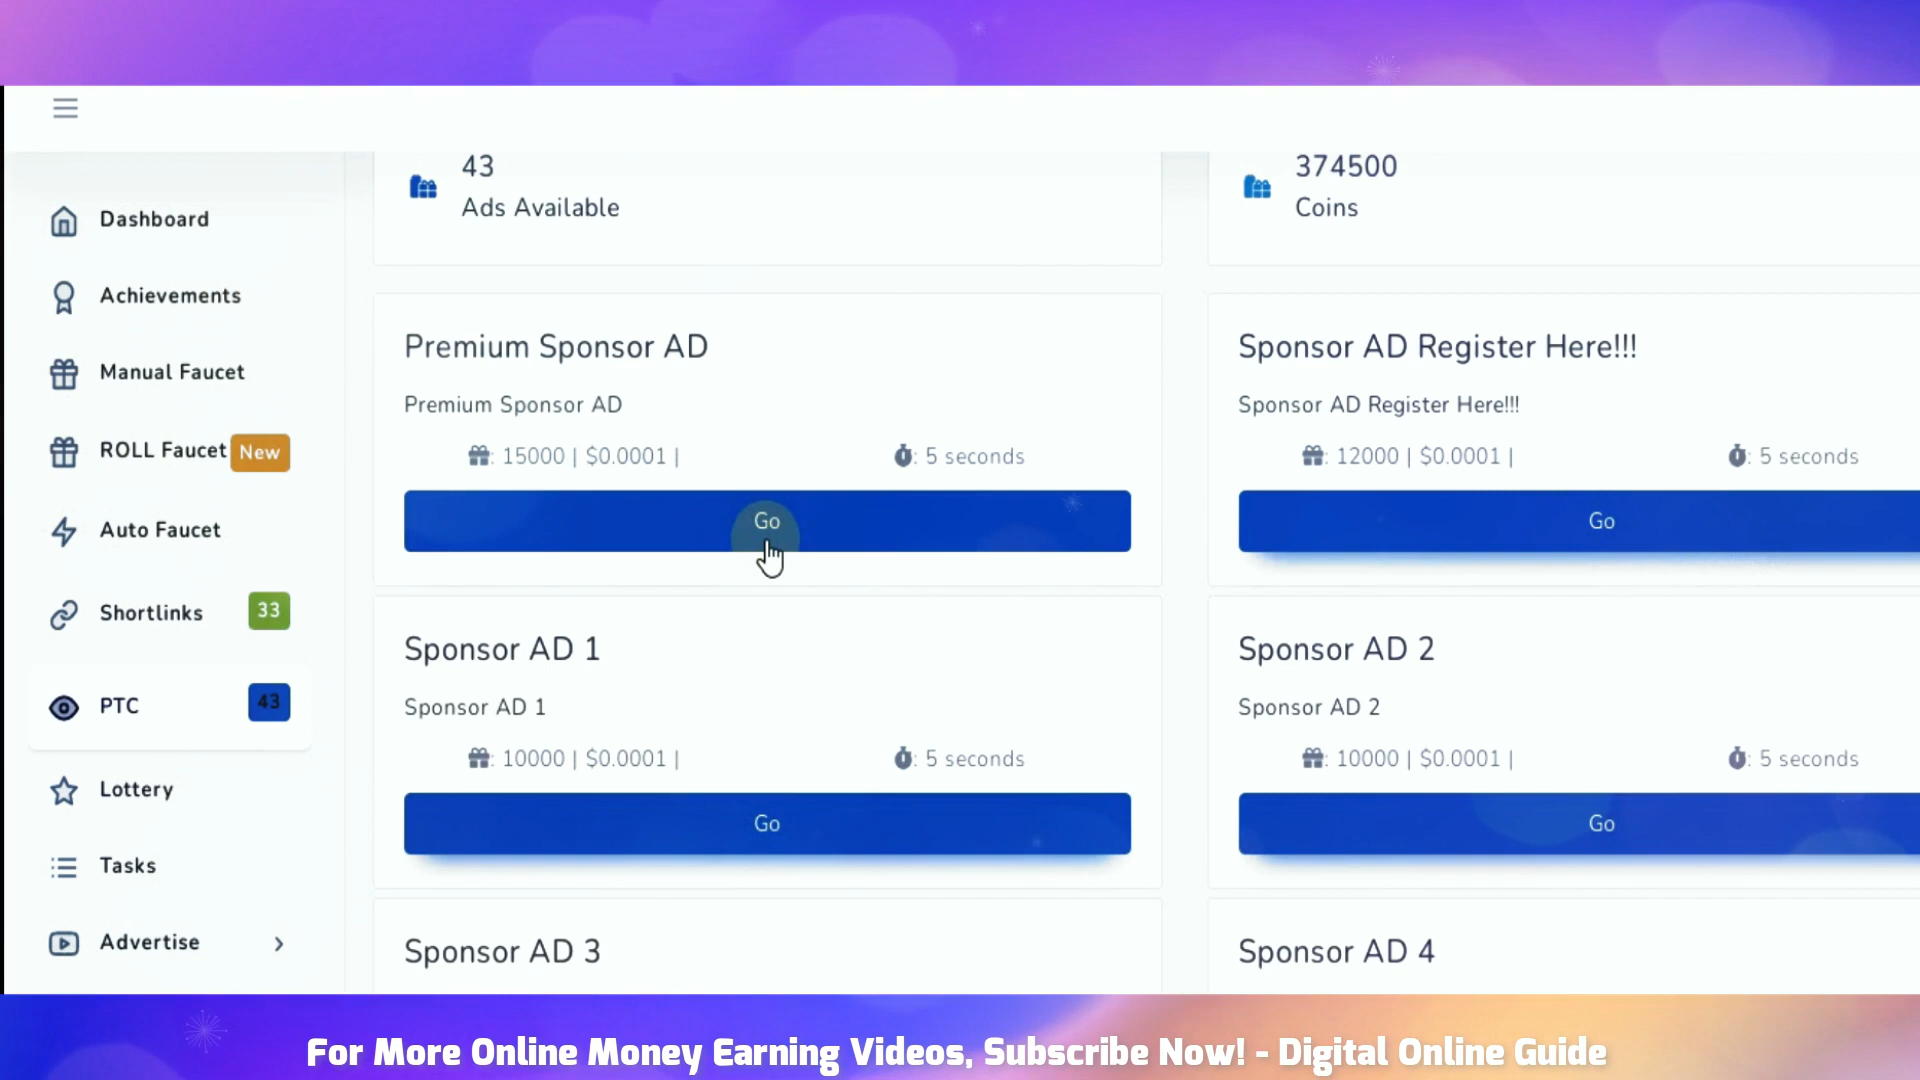 43
Ads Available
374500
Coins
Dashboard
Achievements
Manual Faucet
ROLL Faucet New
Auto Faucet
Shortlinks 33
PTC 43
Lottery
Tasks
Advertise
Premium Sponsor AD
Premium Sponsor AD
: 15000 | $0.0001 | : 5 seconds
Go
Sponsor AD Register Here!!!
Sponsor AD Register Here!!!
: 12000 | $0.0001 | : 5 seconds
Go
Sponsor AD 1
Sponsor AD 1
: 10000 | $0.0001 | : 5 seconds
Go
Sponsor AD 2
Sponsor AD 2
: 10000 | $0.0001 | : 5 seconds
Go
Sponsor AD 3
Sponsor AD 4
For More Online Money Earning Videos, Subscribe Now! - Digital Online Guide